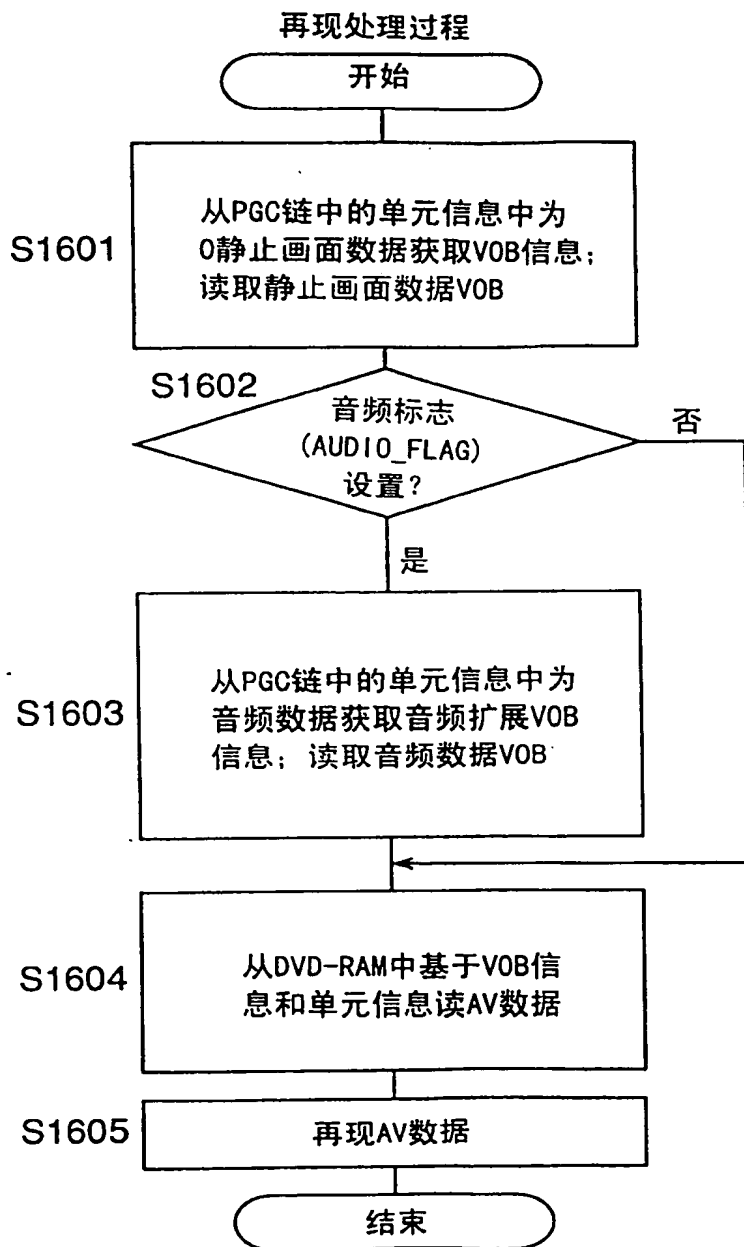 再现处理过程
开始
S1601
从PGC链中的单元信息中为
0静止画面数据获取VOB信息;
读取静止画面数据VOB
S1602
音频标志
(AUDIO_FLAG)
设置?
否
是
S1603
从PGC链中的单元信息中为
音频数据获取音频扩展VOB
信息; 读取音频数据VOB
S1604
从DVD-RAM中基于VOB信
息和单元信息读AV数据
S1605
再现AV数据
结束